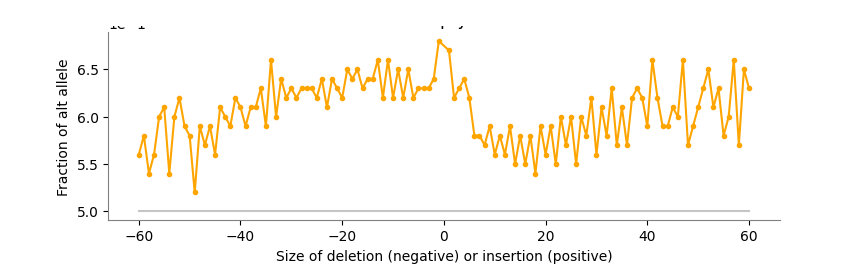 Fraction of alt allele
6.5
6.0
5.5
5.0
−60 −40 −20 0 20 40 60
Size of deletion (negative) or insertion (positive)